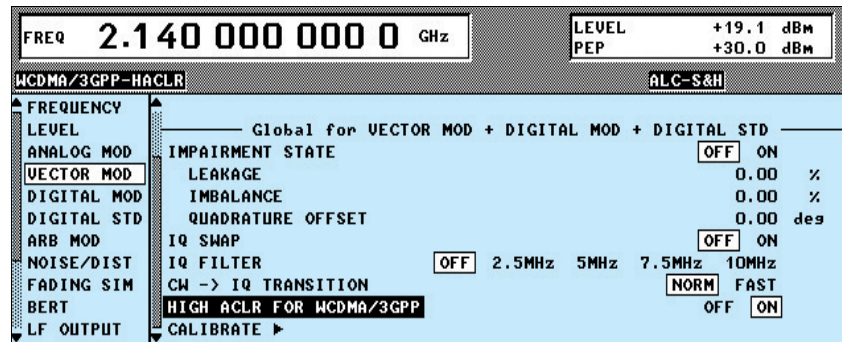 FREQ 2.140 000 000 0 GHz
LEVEL +19.1 dBm
PEP +30.0 dBm
WCDMA/3GPP-HACLR ALC-S&H
FREQUENCY
LEVEL
ANALOG MOD
VECTOR MOD
DIGITAL MOD
DIGITAL STD
ARB MOD
NOISE/DIST
FADING SIM
BERT
LF OUTPUT
Global for VECTOR MOD + DIGITAL MOD + DIGITAL STD
IMPAIRMENT STATE OFF ON
LEAKAGE 0.00 %
IMBALANCE 0.00 %
QUADRATURE OFFSET 0.00 deg
IQ SWAP OFF ON
IQ FILTER OFF 2.5MHz 5MHz 7.5MHz 10MHz
CW -> IQ TRANSITION NORM FAST
HIGH ACLR FOR WCDMA/3GPP OFF ON
CALIBRATE ▶